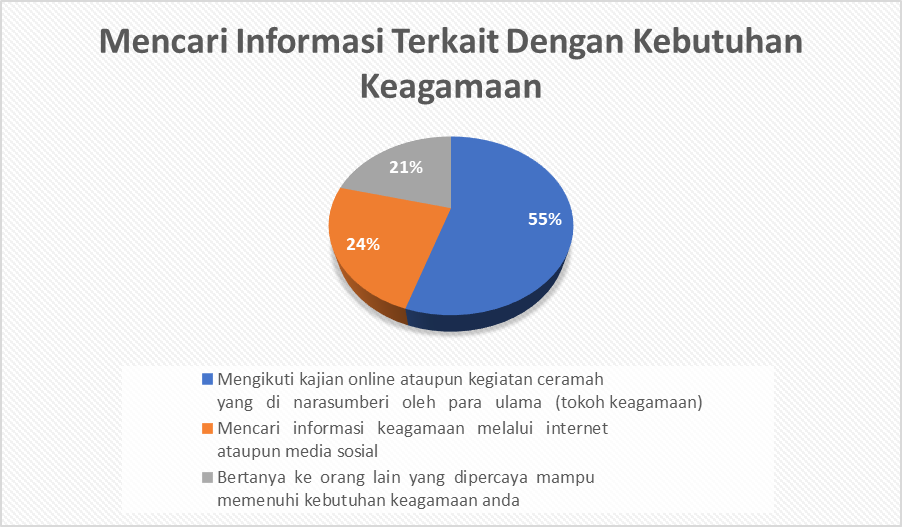 Mencari Informasi Terkait Dengan Kebutuhan
Keagamaan
21%
55%
24%
Mengikuti kajian online ataupun kegiatan ceramah
yang di narasumberi oleh para ulama (tokoh keagamaan)
Mencari informasi keagamaan melalui internet
ataupun media sosial
Bertanya ke orang lain yang dipercaya mampu
memenuhi kebutuhan keagamaan anda